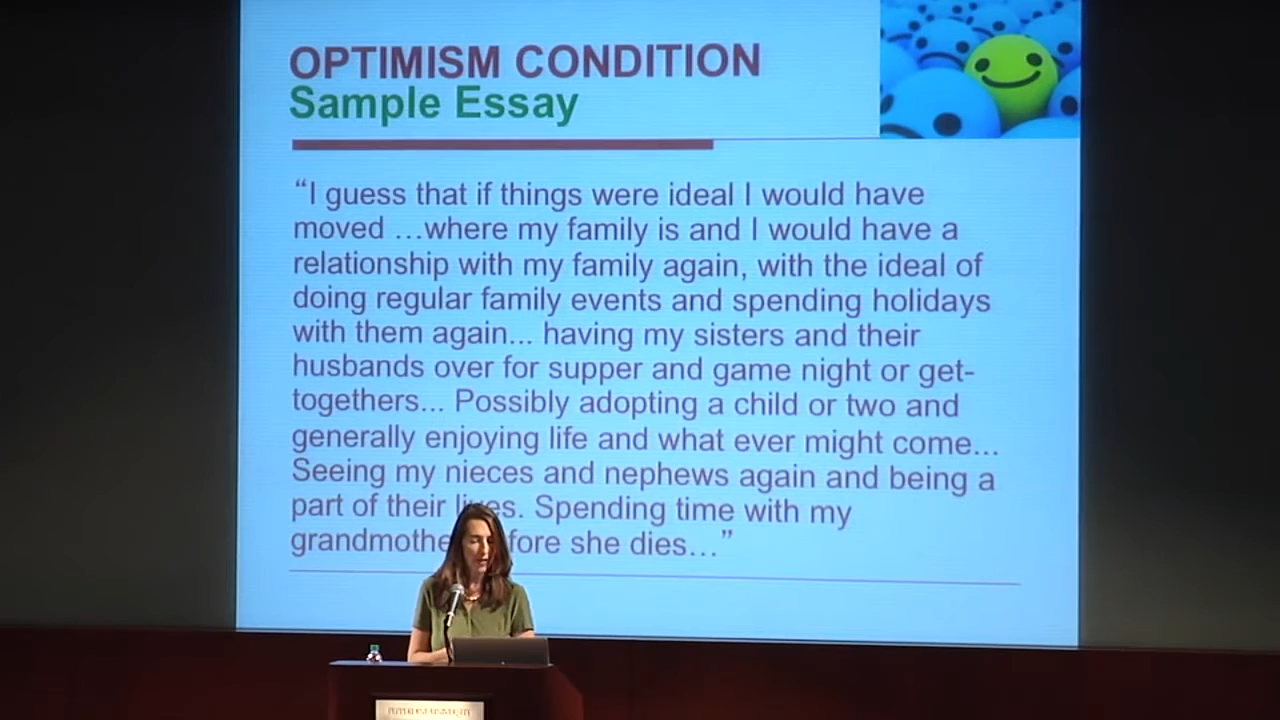 OPTIMISM CONDITION
Sample Essay
“I guess that if things were ideal I would have
moved …where my family is and I would have a
relationship with my family again, with the ideal of
doing regular family events and spending holidays
with them again... having my sisters and their
husbands over for supper and game night or get-
togethers... Possibly adopting a child or two and
generally enjoying life and what ever might come...
Seeing my nieces and nephews again and being a
part of their lives. Spending time with my
fore she dies…”